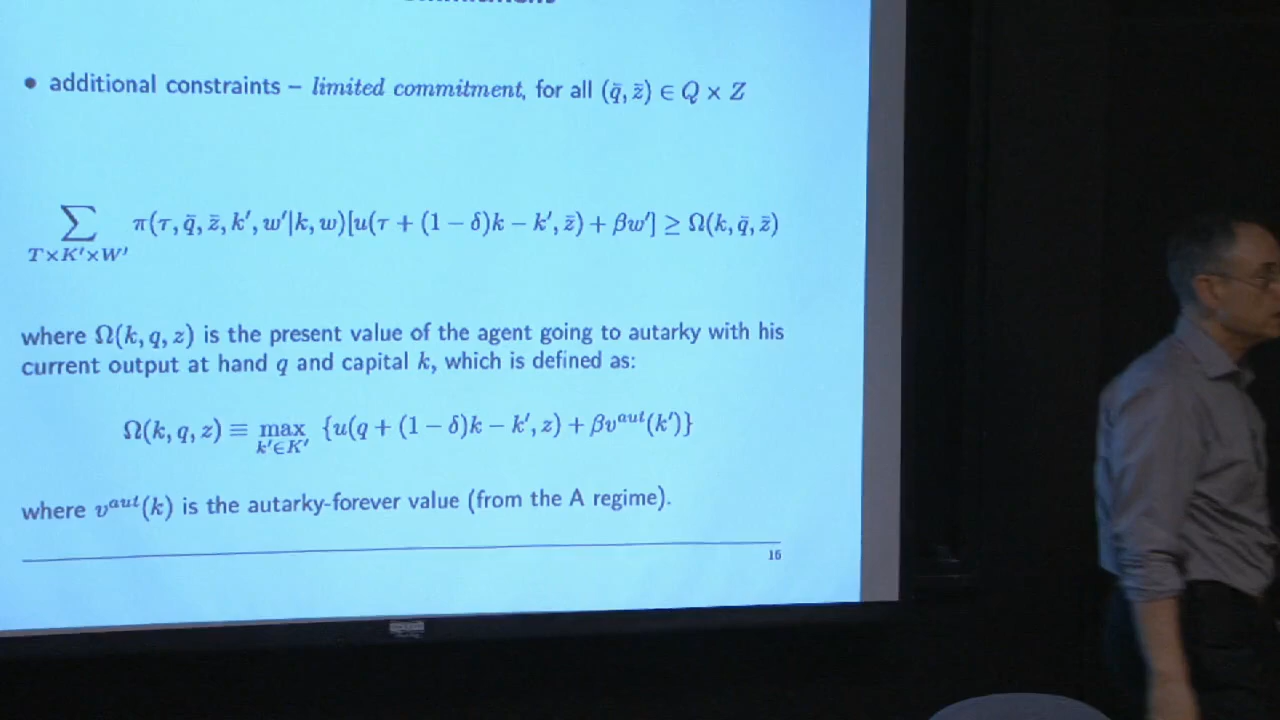 • additional constraints – limited commitment, for all (q̄, z̄) ∈ Q × Z
∑ π(τ, q̄, z̄, k′, w′|k, w)[u(τ + (1 − δ)k − k′, z̄) + βw′] ≥ Ω(k, q̄, z̄)
T×K′×W′
where Ω(k, q, z) is the present value of the agent going to autarky with his
current output at hand q and capital k, which is defined as:
Ω(k, q, z) ≡ max {u(q + (1 − δ)k − k′, z) + βv^{aut}(k′)}
k′∈K′
where v^{aut}(k) is the autarky-forever value (from the A regime).
16